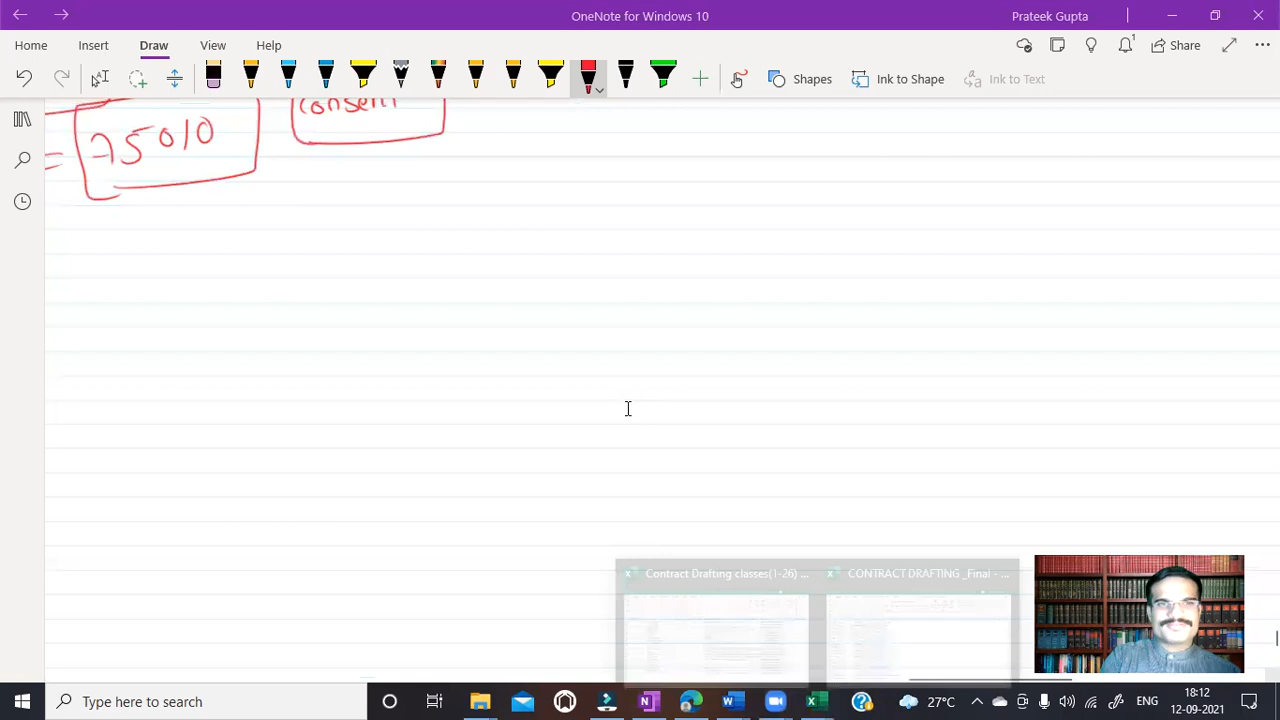 OneNote for Windows 10
Prateek Gupta
Home Insert Draw View Help
Share
Shapes
Ink to Shape
Ink to Text
consent
= 75010
Contract Drafting classes(1-26) ...
CONTRACT DRAFTING _Final - ...
Type here to search
27°C
ENG
18:12
12-09-2021